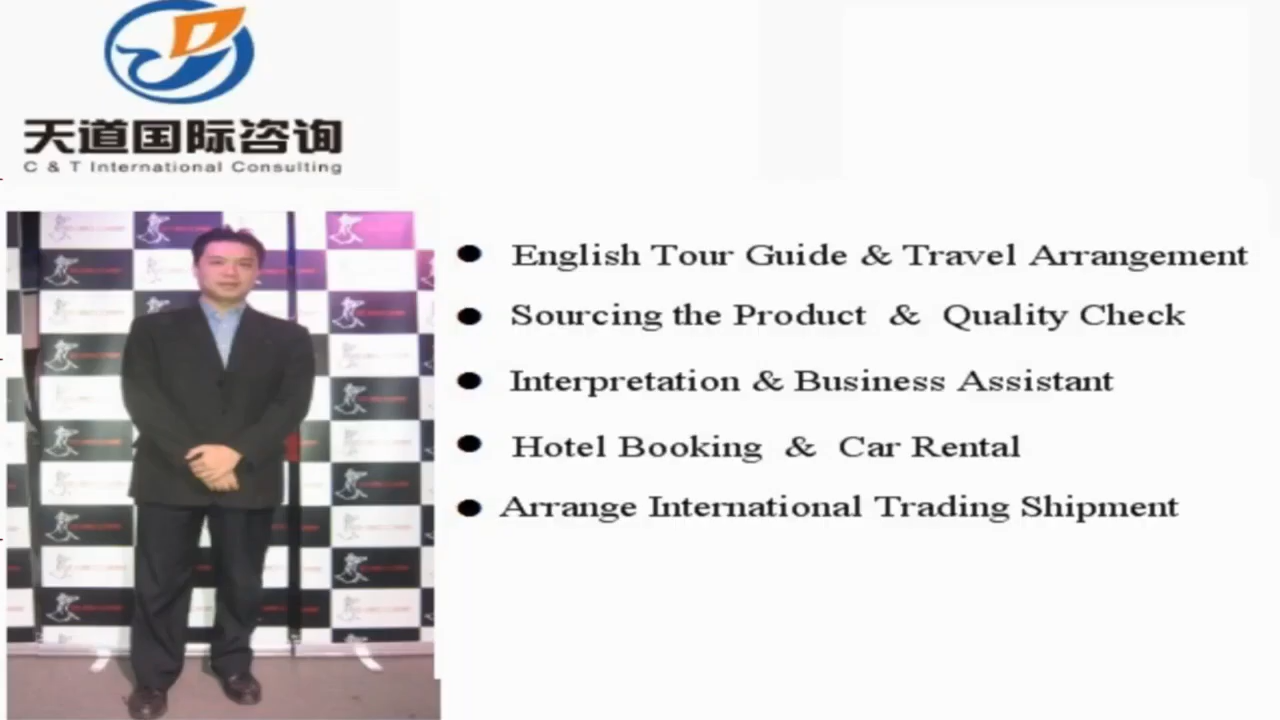 天道国际咨询
C & T International Consulting
● English Tour Guide & Travel Arrangement
● Sourcing the Product & Quality Check
● Interpretation & Business Assistant
● Hotel Booking & Car Rental
● Arrange International Trading Shipment